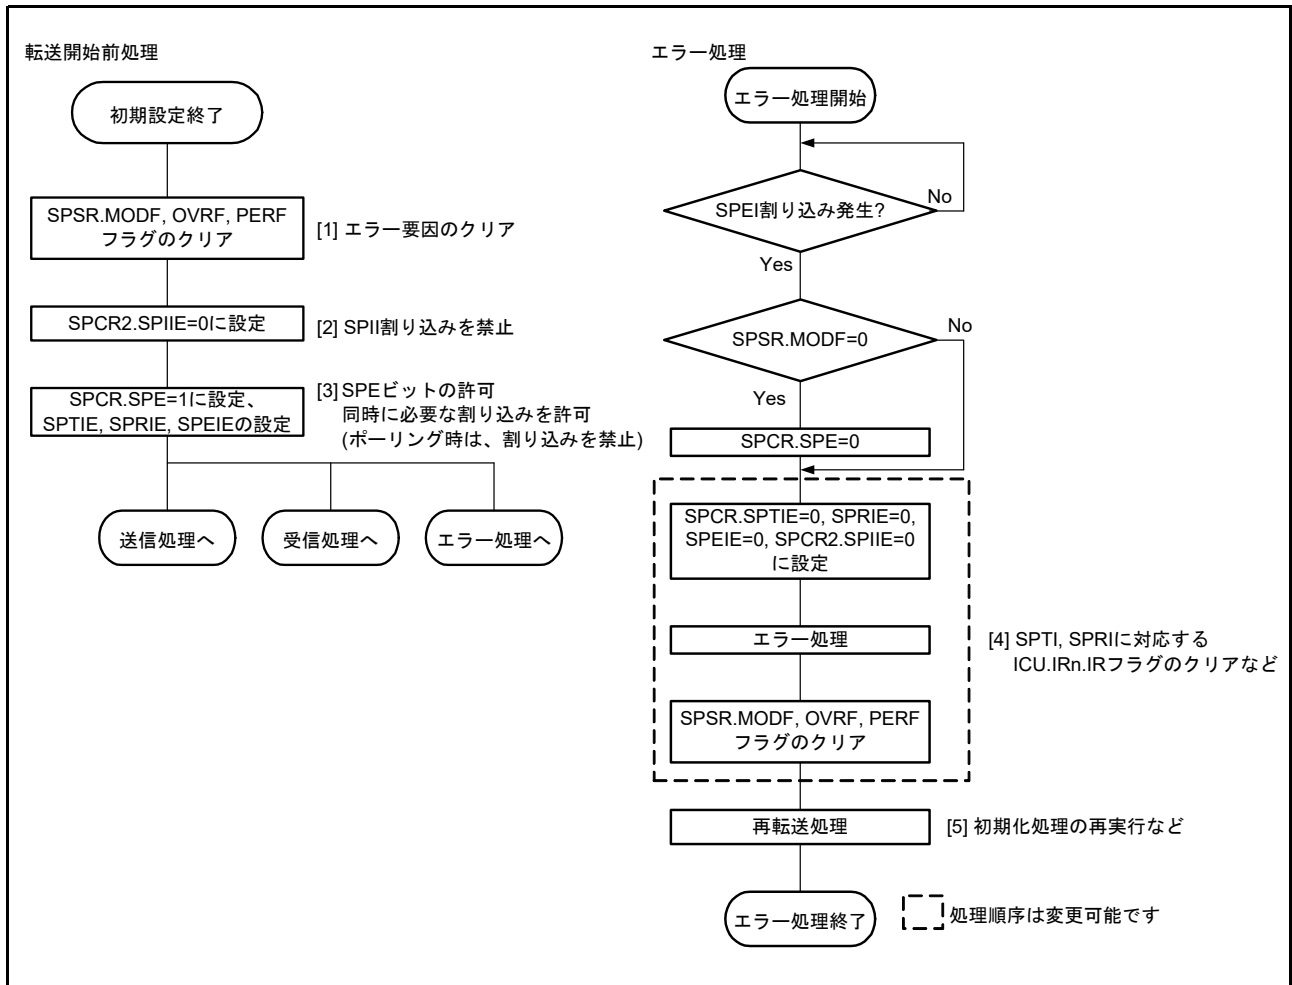 転送開始前処理
初期設定終了
SPSR.MODF, OVRF, PERF
フラグのクリア
[1] エラー要因のクリア
SPCR2.SPIIE=0に設定
[2] SPII割り込みを禁止
SPCR.SPE=1に設定、
SPTIE, SPRIE, SPEIEの設定
[3] SPEビットの許可
同時に必要な割り込みを許可
(ポーリング時は、割り込みを禁止)
送信処理へ
受信処理へ
エラー処理へ
エラー処理
エラー処理開始
SPEI割り込み発生?
No
Yes
SPSR.MODF=0
No
Yes
SPCR.SPE=0
SPCR.SPTIE=0, SPRIE=0,
SPEIE=0, SPCR2.SPIIE=0
に設定
エラー処理
[4] SPTI, SPRIに対応する
ICU.IRn.IRフラグのクリアなど
SPSR.MODF, OVRF, PERF
フラグのクリア
再転送処理
[5] 初期化処理の再実行など
エラー処理終了
処理順序は変更可能です